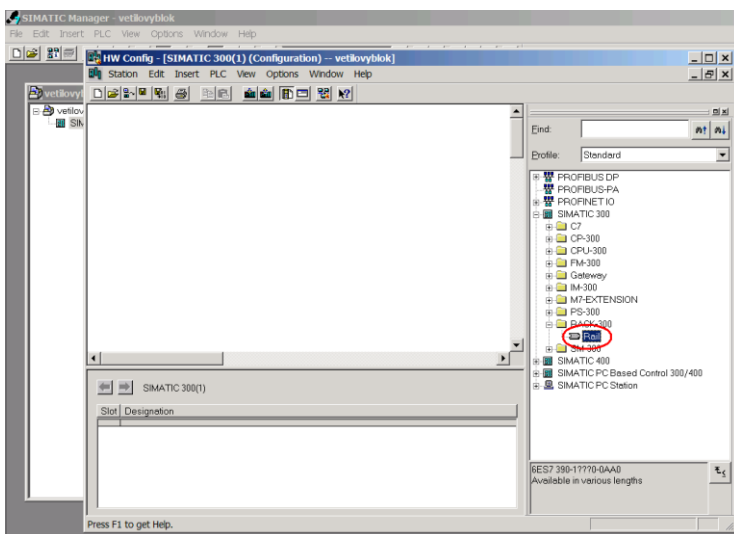 SIMATIC Manager - vetilovyblok
File Edit Insert PLC View Options Window Help
HW Config - [SIMATIC 300(1) (Configuration) -- vetilovyblok]
Station Edit Insert PLC View Options Window Help
vetilovyl
vetilov
SIM
Find:
Profile: Standard
PROFIBUS DP
PROFIBUS-PA
PROFINET IO
SIMATIC 300
C7
CP-300
CPU-300
FM-300
Gateway
IM-300
M7-EXTENSION
PS-300
RACK-300
Rail
SM-300
SIMATIC 400
SIMATIC PC Based Control 300/400
SIMATIC PC Station
SIMATIC 300(1)
Slot Designation
6ES7 390-1???0-0AA0
Available in various lengths
Press F1 to get Help.